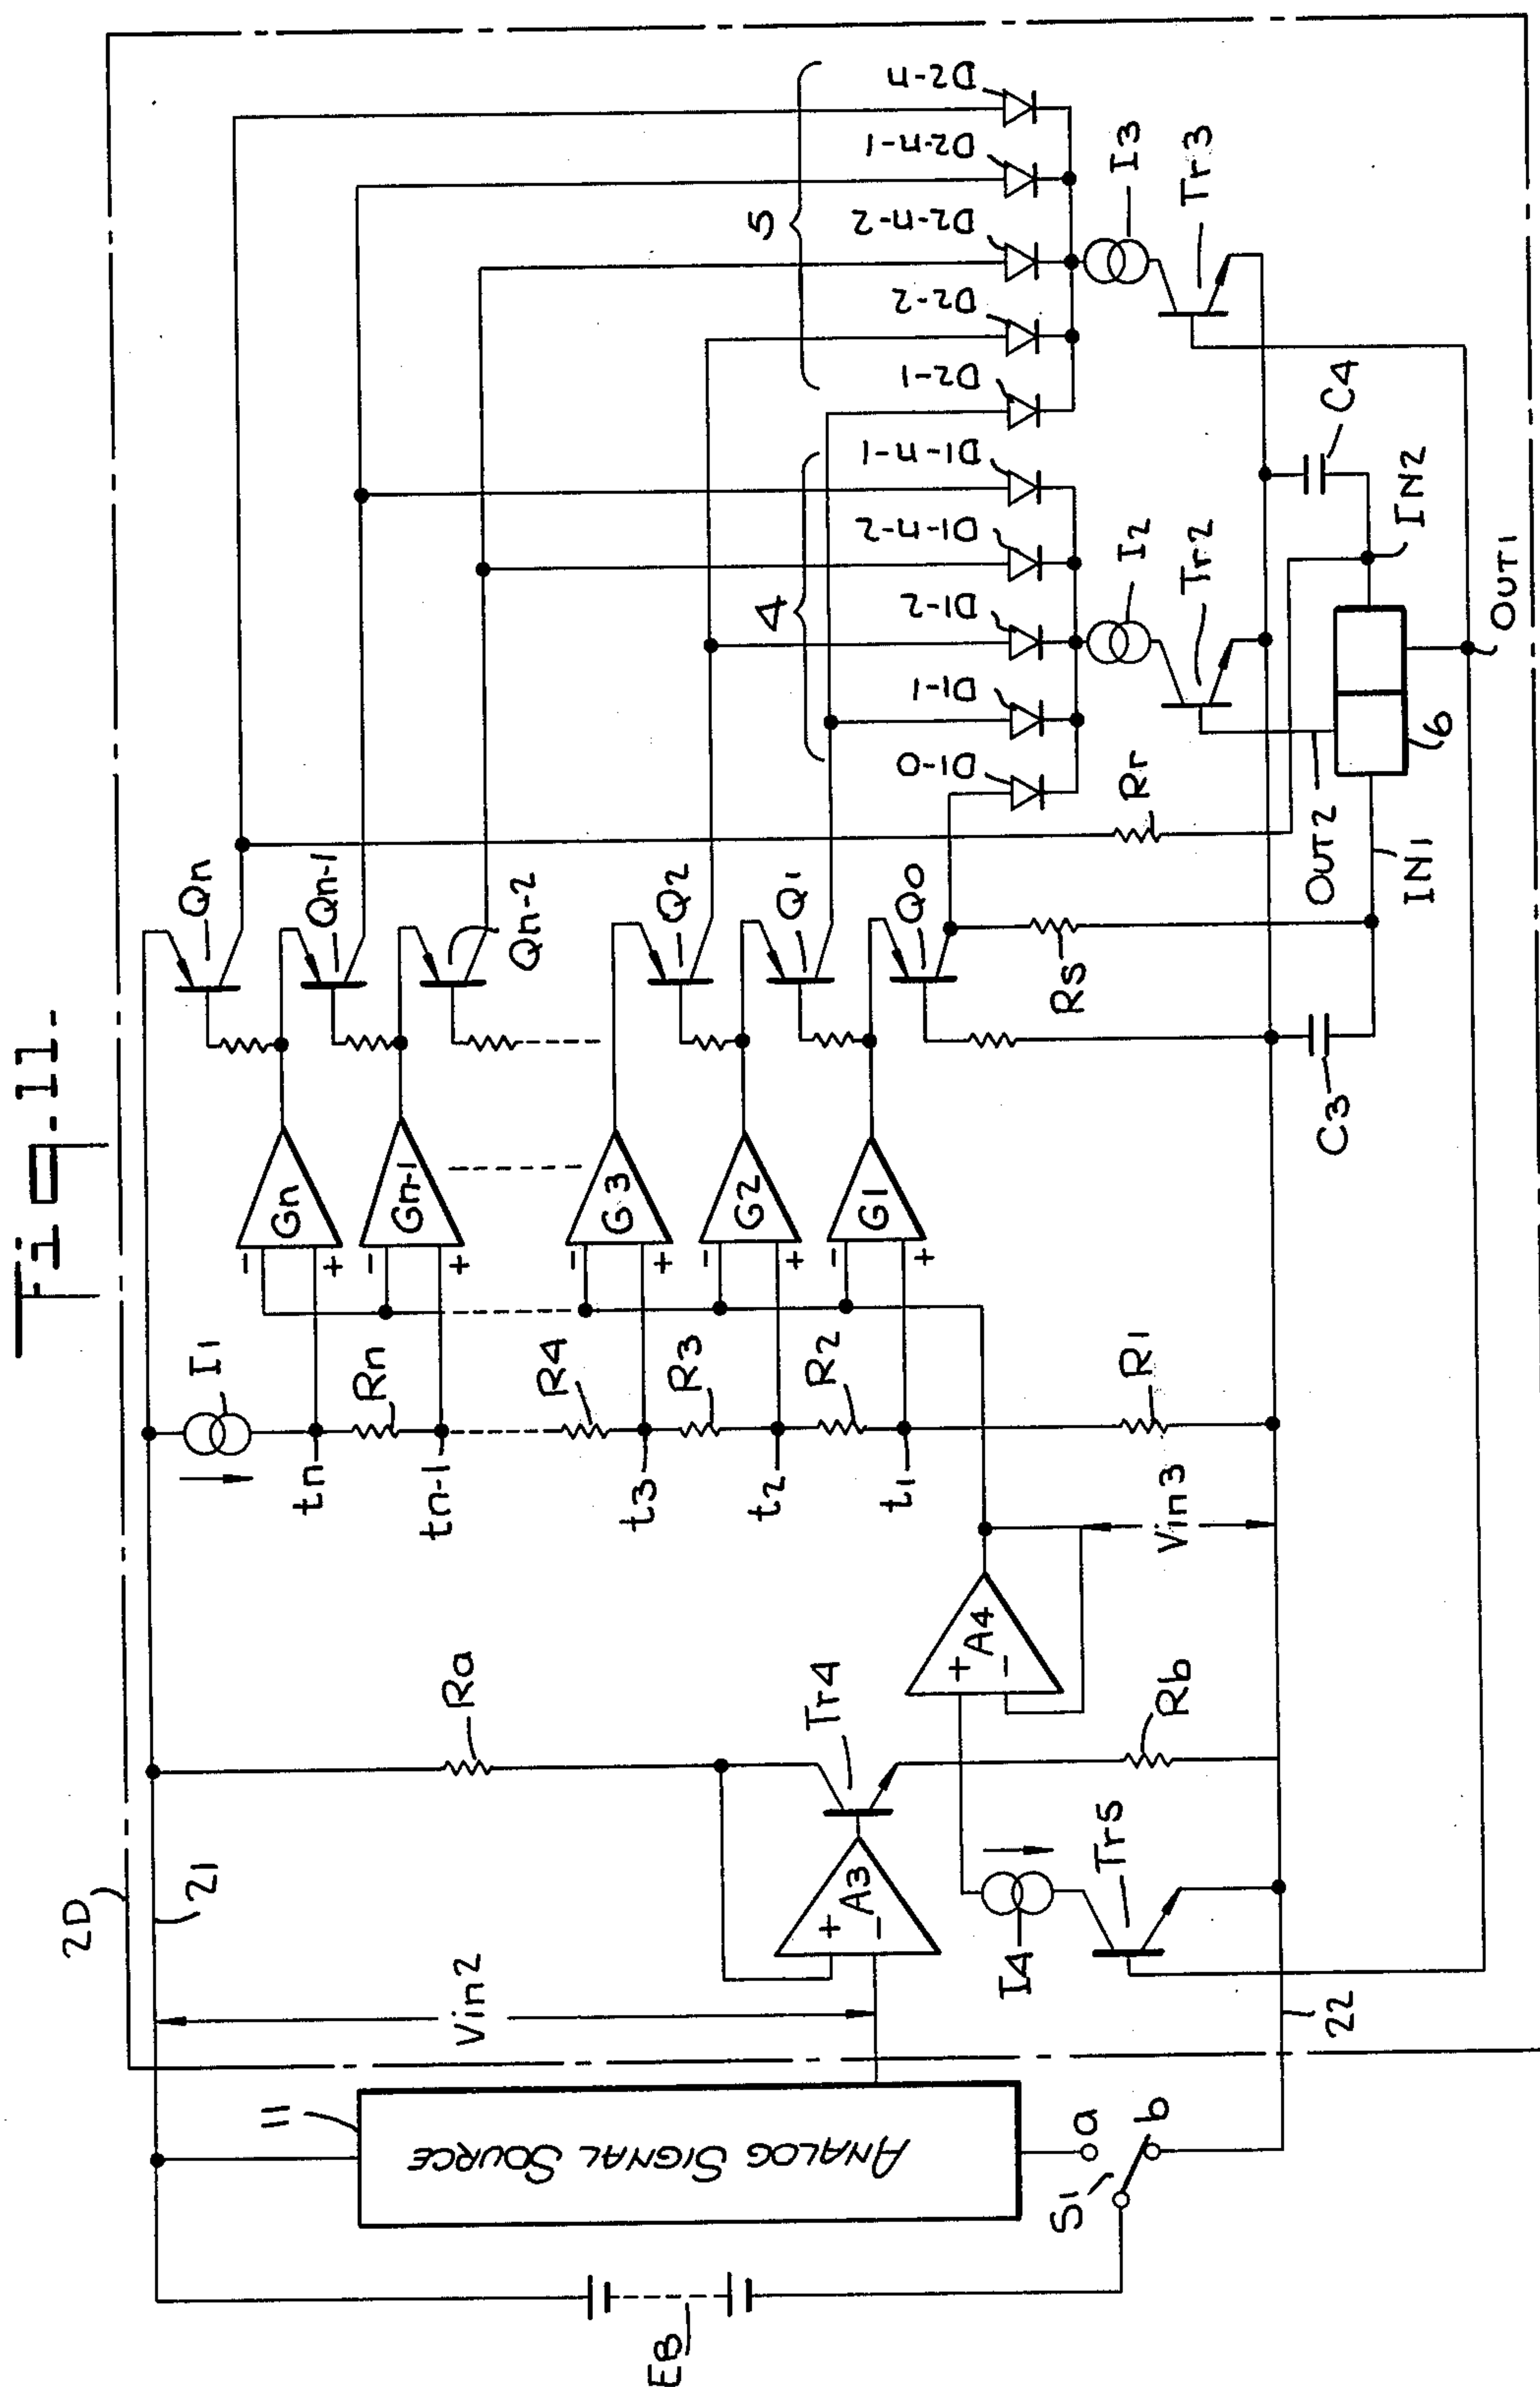 Fig. 11.
2D
21
I1
Qn
Gn
-
+
tn
Rn
Qn-1
Gn-1
-
+
tn-1
Qn-2
R4
G3
-
+
t3
R3
Q2
G2
-
+
t2
R2
Q1
G1
-
+
t1
Q0
R1
Rs
Rr
C3
Ra
Tr4
A3
+
-
A4
+
-
Rb
Vin3
I4
Tr5
Vin2
22
11
ANALOG SIGNAL SOURCE
S1
a
b
EB
5
4
D2-n
D2-n-1
D2-n-2
D2-2
D2-1
D1-n-1
D1-n-2
D1-2
D1-1
D1-0
I3
Tr3
I2
Tr2
C4
IN2
OUT1
6
OUT2
IN1